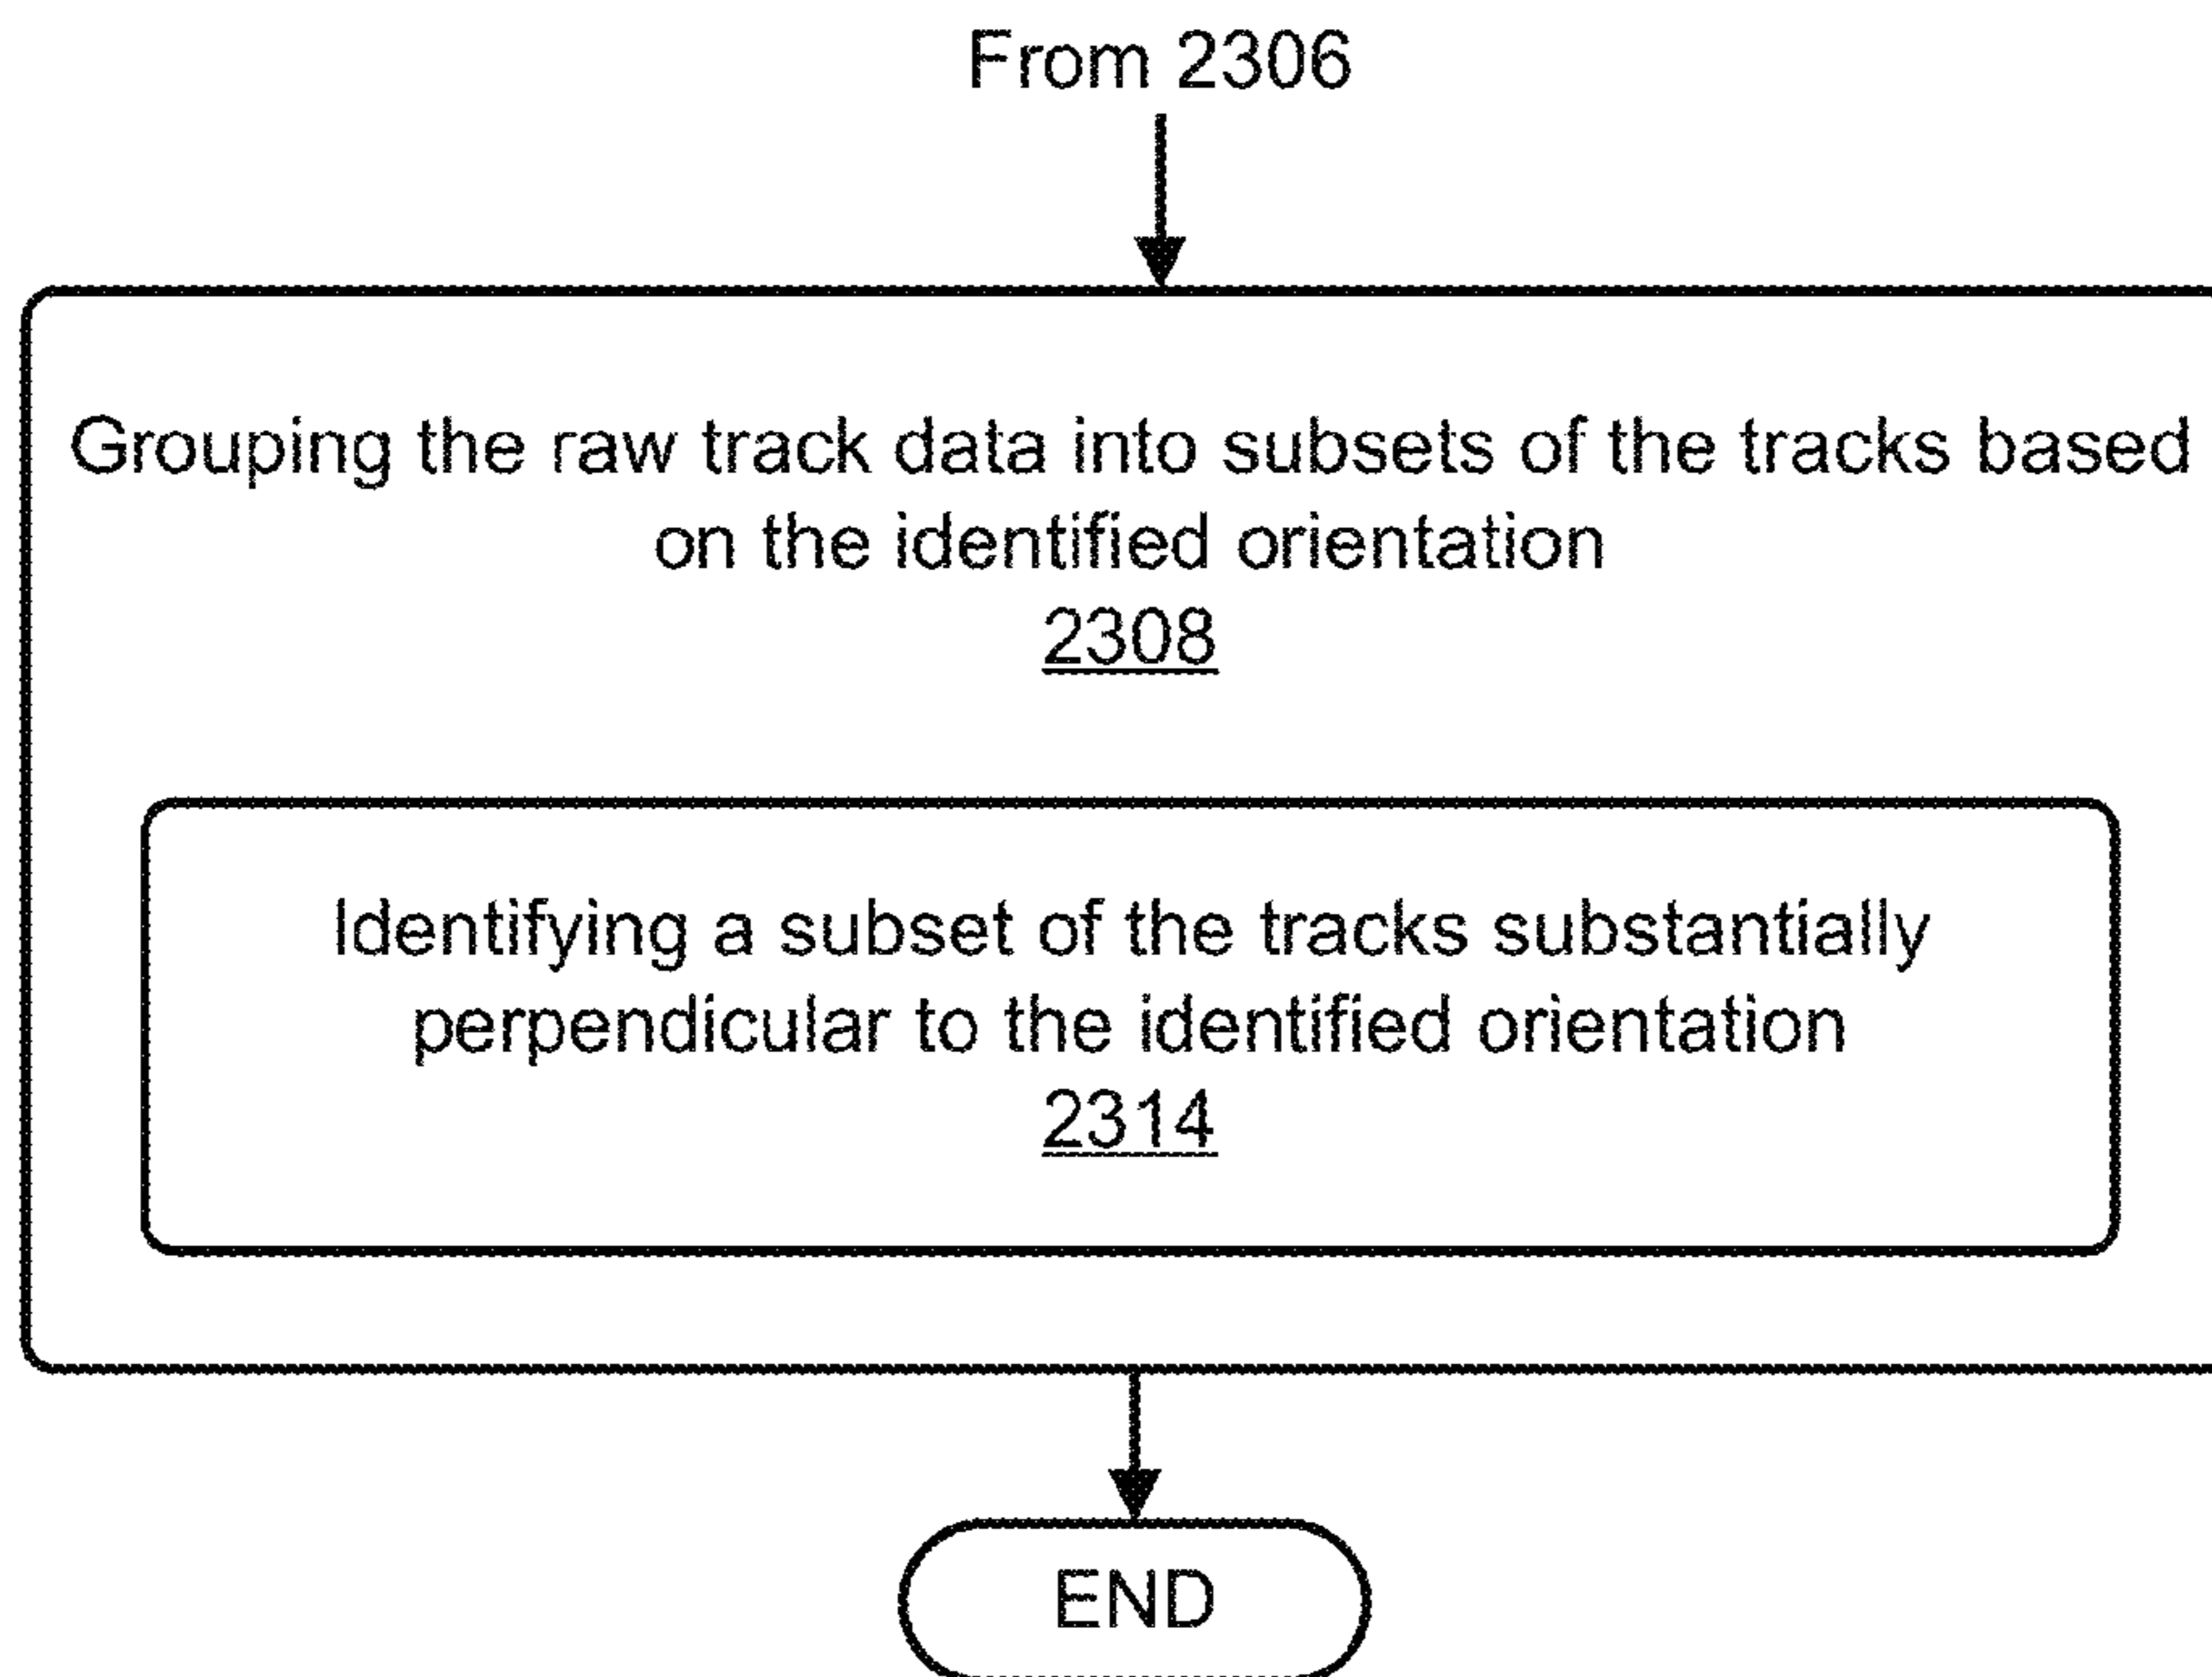 From 2306
Grouping the raw track data into subsets of the tracks based
on the identified orientation
2308
Identifying a subset of the tracks substantially
perpendicular to the identified orientation
2314
END